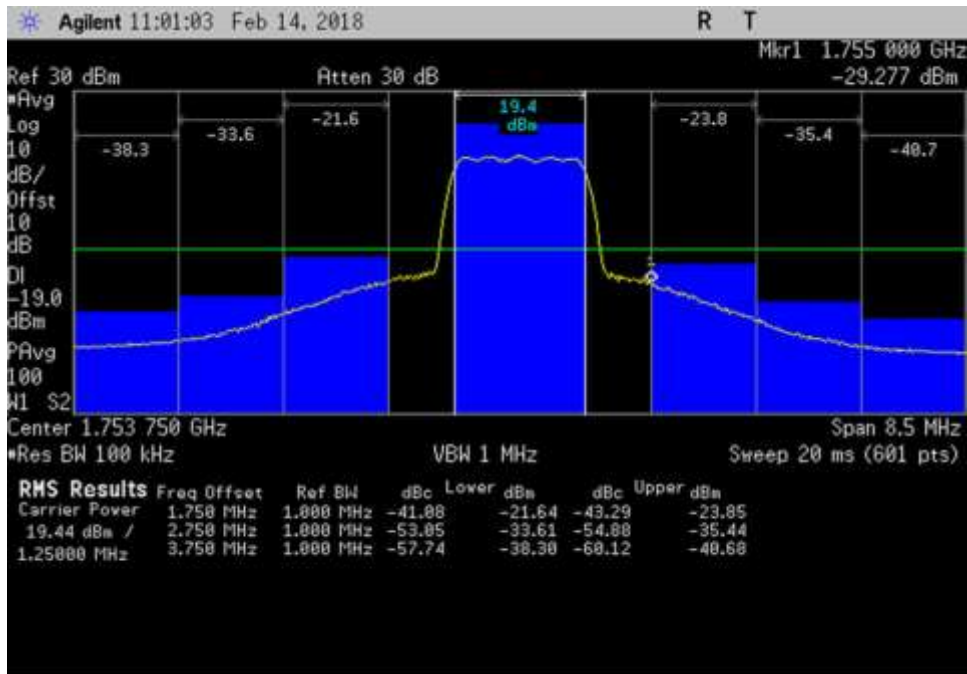 Agilent 11:01:03 Feb 14, 2018 R T
Mkr1 1.755 000 GHz
Ref 30 dBm Atten 30 dB -29.277 dBm
*Avg
Log
10
dB/
Offst
10
dB
DI
-19.0
dBm
PAvg
100
W1 S2
-38.3 -33.6 -21.6 19.4 dBm -23.8 -35.4 -40.7
1
Center 1.753 750 GHz Span 8.5 MHz
*Res BW 100 kHz VBW 1 MHz Sweep 20 ms (601 pts)
RMS Results Freq Offset Ref BW dBc Lower dBm dBc Upper dBm
Carrier Power 1.750 MHz 1.000 MHz -41.08 -21.64 -43.29 -23.85
19.44 dBm / 2.750 MHz 1.000 MHz -53.05 -33.61 -54.88 -35.44
1.25000 MHz 3.750 MHz 1.000 MHz -57.74 -38.30 -60.12 -40.68